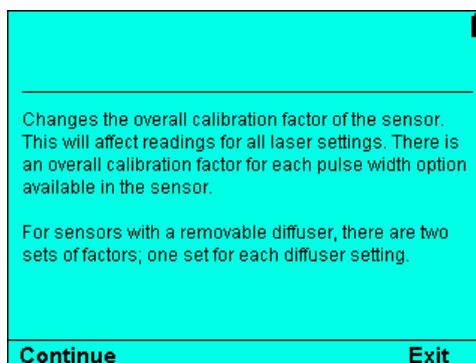 Changes the overall calibration factor of the sensor.
This will affect readings for all laser settings. There is
an overall calibration factor for each pulse width option
available in the sensor.
For sensors with a removable diffuser, there are two
sets of factors; one set for each diffuser setting.
Continue Exit